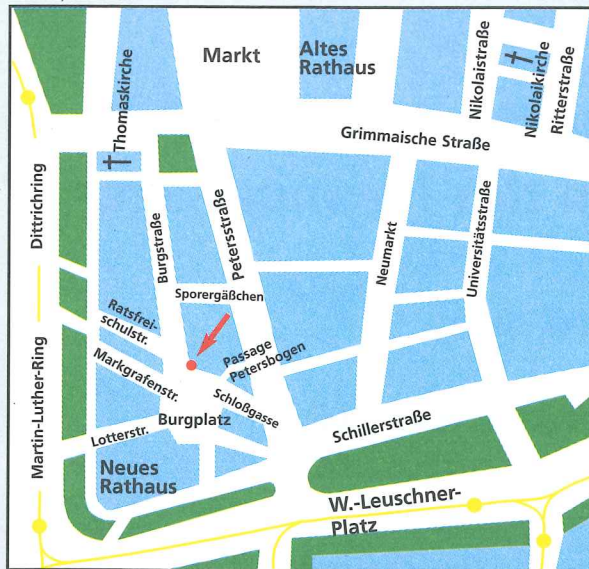 Markt
Altes
Rathaus
Thomaskirche
Nikolaistraße
Nikolaikirche
Ritterstraße
Grimmaische Straße
Dittrichring
Burgstraße
Petersstraße
Neumarkt
Universitätsstraße
Sporergäßchen
Ratsfrei-
schulstr.
Passage
Petersbogen
Markgrafenstr.
Schloßgasse
Martin-Luther-Ring
Burgplatz
Lotterstr.
Schillerstraße
Neues
Rathaus
W.-Leuschner-
Platz